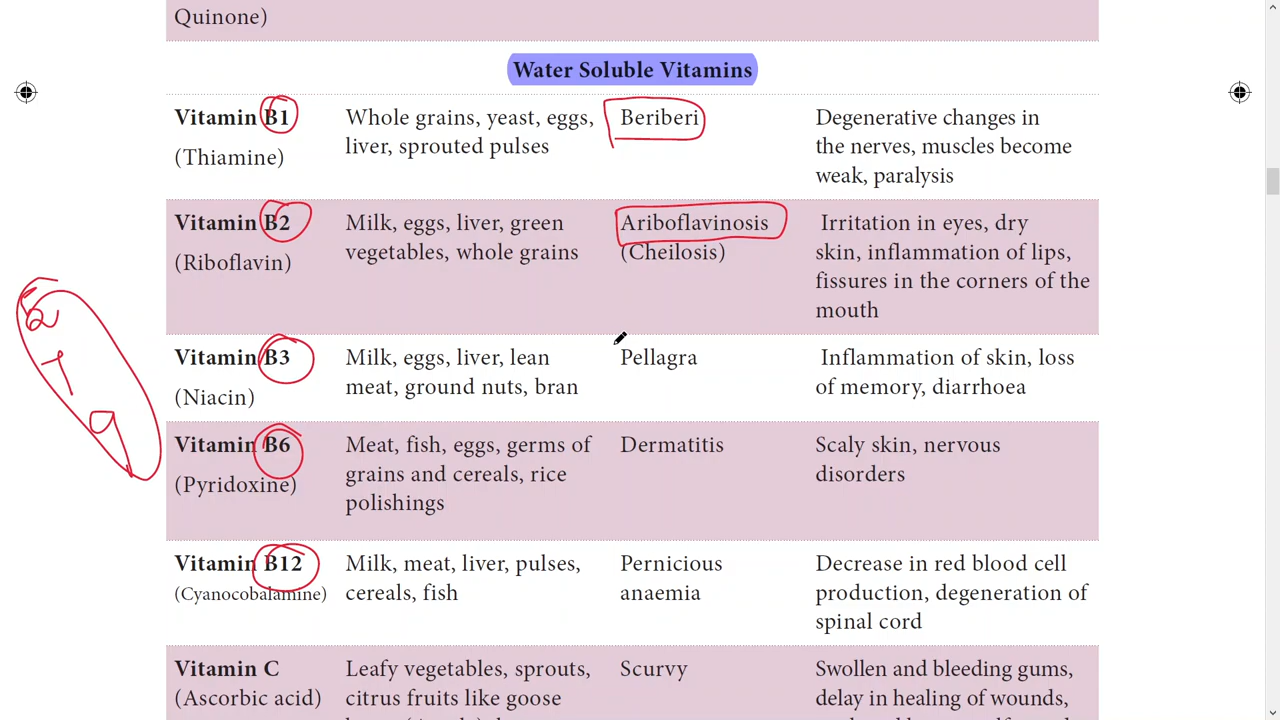 Quinone)
Water Soluble Vitamins
Vitamin B1 Whole grains, yeast, eggs, Beriberi Degenerative changes in
liver, sprouted pulses the nerves, muscles become
(Thiamine) weak, paralysis
Vitamin B2 Milk, eggs, liver, green Ariboflavinosis Irritation in eyes, dry
vegetables, whole grains (Cheilosis) skin, inflammation of lips,
(Riboflavin) fissures in the corners of the
mouth
Vitamin B3 Milk, eggs, liver, lean Pellagra Inflammation of skin, loss
meat, ground nuts, bran of memory, diarrhoea
(Niacin)
Vitamin B6 Meat, fish, eggs, germs of Dermatitis Scaly skin, nervous
grains and cereals, rice disorders
(Pyridoxine) polishings
Vitamin B12 Milk, meat, liver, pulses, Pernicious Decrease in red blood cell
(Cyanocobalamine) cereals, fish anaemia production, degeneration of
spinal cord
Vitamin C Leafy vegetables, sprouts, Scurvy Swollen and bleeding gums,
(Ascorbic acid) citrus fruits like goose delay in healing of wounds,